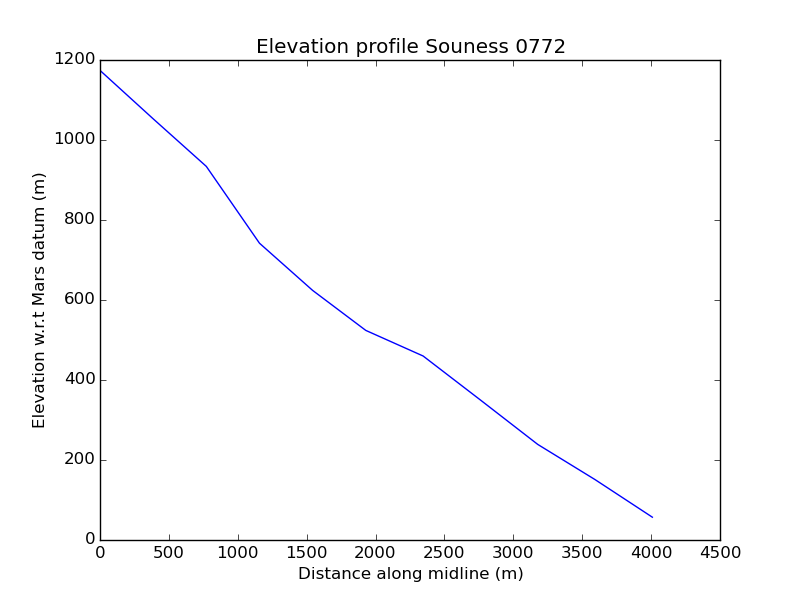 Elevation profile Souness 0772
1200
1000
800
600
400
200
0
Elevation w.r.t Mars datum (m)
0 500 1000 1500 2000 2500 3000 3500 4000 4500
Distance along midline (m)